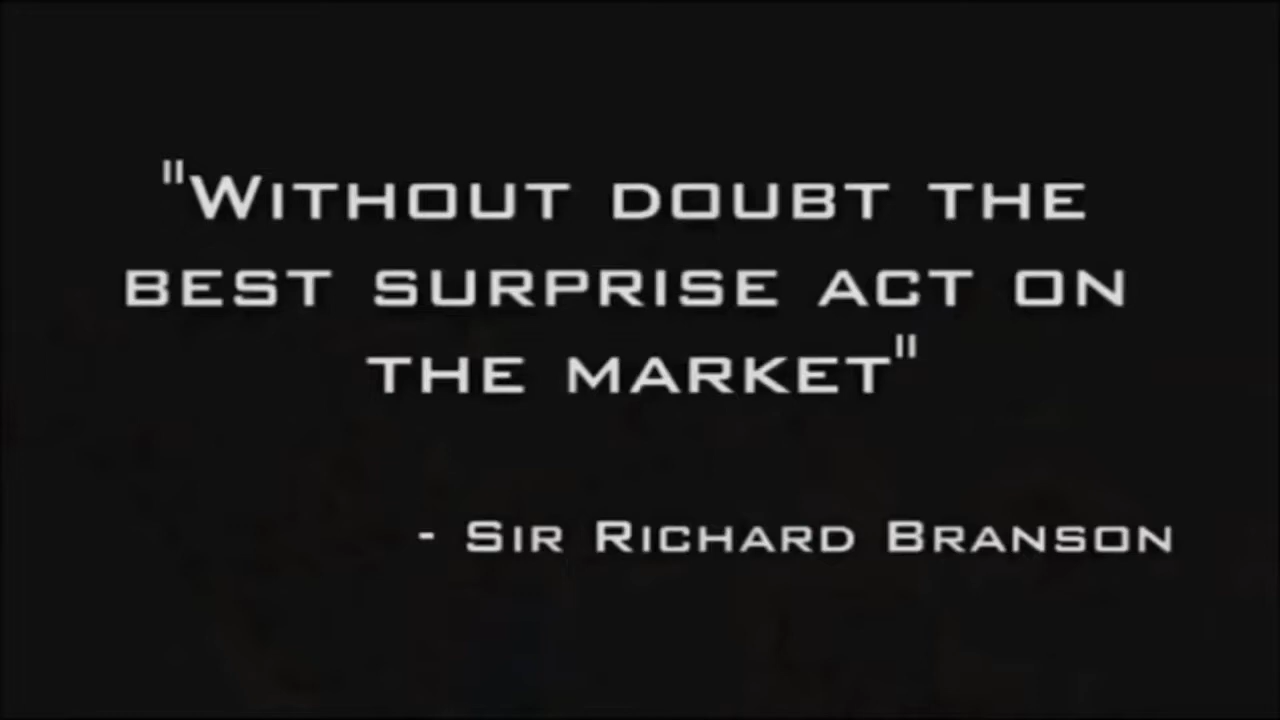 "Without doubt the
best surprise act on
the market"
- Sir Richard Branson